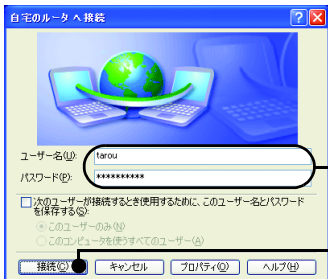 自宅のルータ へ接続
ユーザー名(U): tarou
パスワード(P): **********
次のユーザーが接続するとき使用するために、このユーザー名とパスワード
を保存する(S):
このユーザーのみ(N)
このコンピュータを使うすべてのユーザー(A)
接続(C) キャンセル プロパティ(O) ヘルプ(H)